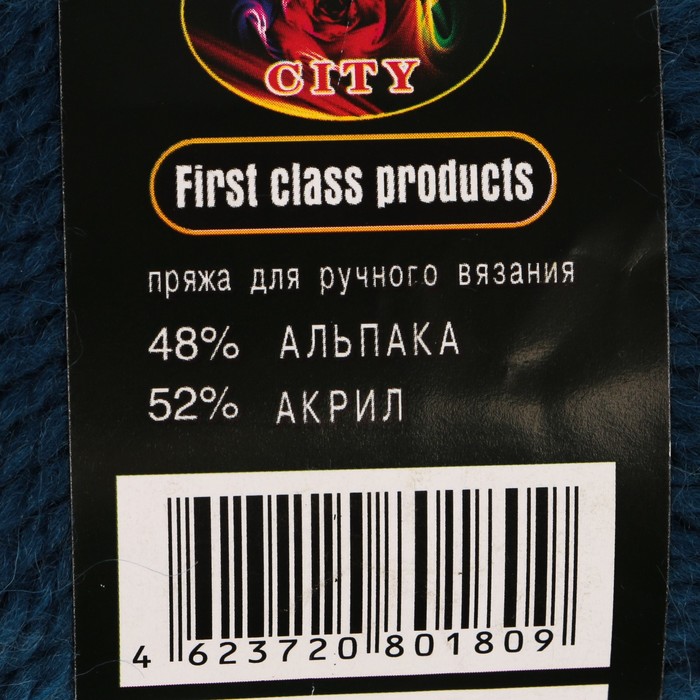 CITY
First class products
пряжа для ручного вязания
48% АЛЬПАКА
52% АКРИЛ
4 623720 801809